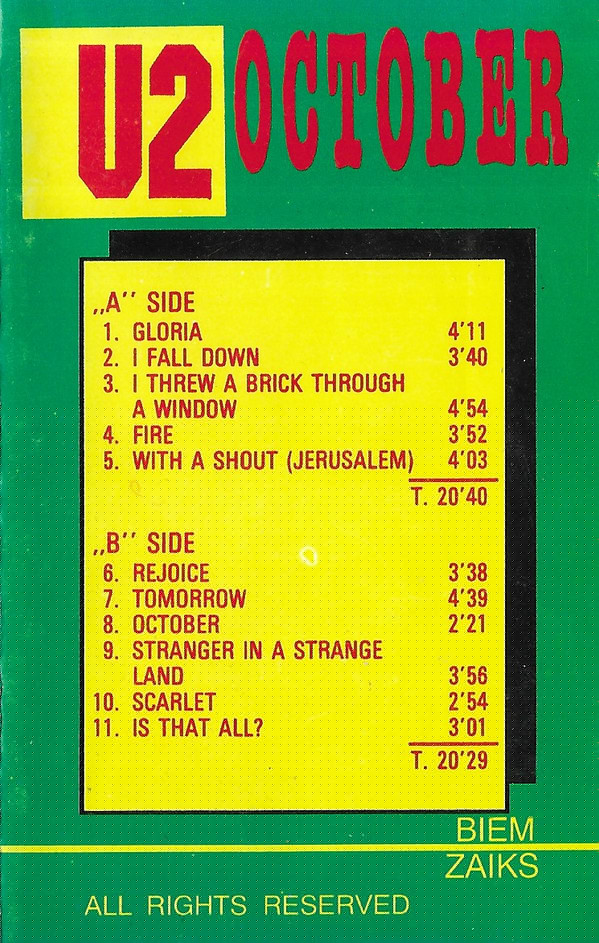 U2 OCTOBER
„A” SIDE
1. GLORIA 4'11
2. I FALL DOWN 3'40
3. I THREW A BRICK THROUGH
A WINDOW 4'54
4. FIRE 3'52
5. WITH A SHOUT (JERUSALEM) 4'03
T. 20'40
„B” SIDE
6. REJOICE 3'38
7. TOMORROW 4'39
8. OCTOBER 2'21
9. STRANGER IN A STRANGE
LAND 3'56
10. SCARLET 2'54
11. IS THAT ALL? 3'01
T. 20'29
BIEM
ZAIKS
ALL RIGHTS RESERVED